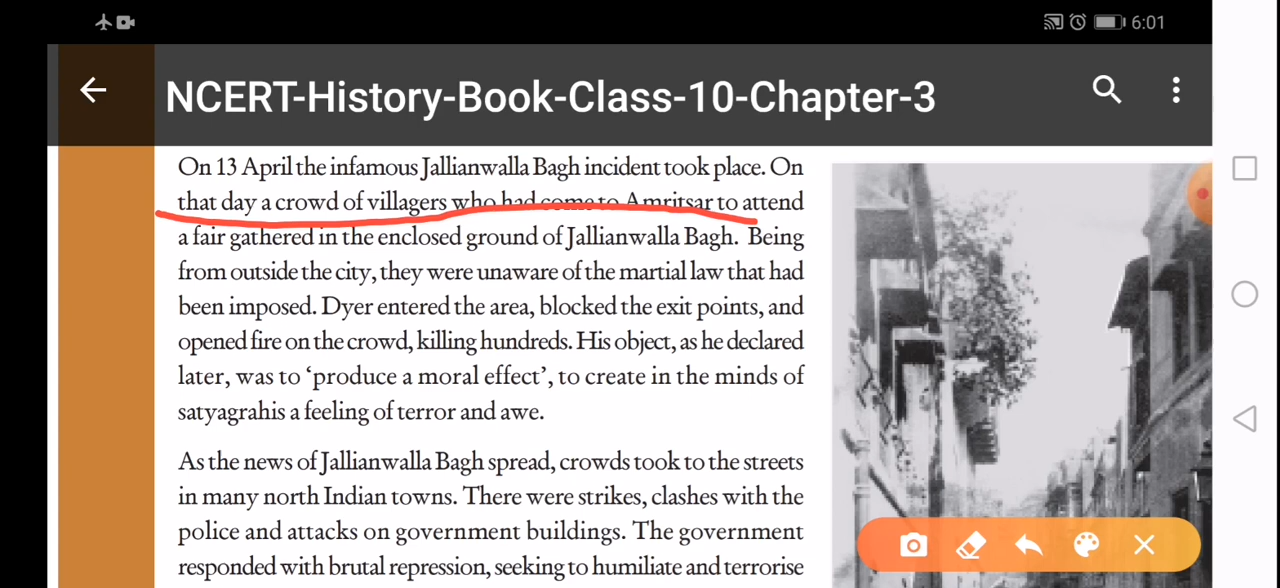 6:01
NCERT-History-Book-Class-10-Chapter-3
On 13 April the infamous Jallianwalla Bagh incident took place. On
that day a crowd of villagers who had come to Amritsar to attend
a fair gathered in the enclosed ground of Jallianwalla Bagh. Being
from outside the city, they were unaware of the martial law that had
been imposed. Dyer entered the area, blocked the exit points, and
opened fire on the crowd, killing hundreds. His object, as he declared
later, was to ‘produce a moral effect’, to create in the minds of
satyagrahis a feeling of terror and awe.
As the news of Jallianwalla Bagh spread, crowds took to the streets
in many north Indian towns. There were strikes, clashes with the
police and attacks on government buildings. The government
responded with brutal repression, seeking to humiliate and terrorise